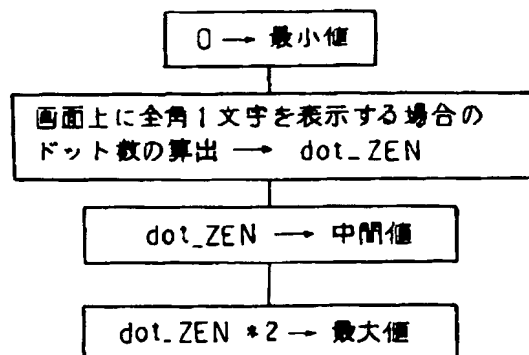 0 → 最小値
画面上に全角1文字を表示する場合の
ドット数の算出 → dot_ZEN
dot_ZEN → 中間値
dot_ZEN *2 → 最大値